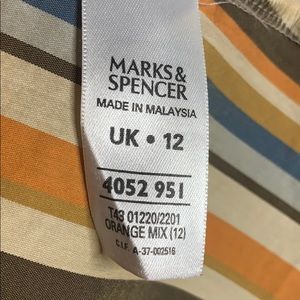 MARKS &
SPENCER
MADE IN MALAYSIA
UK • 12
4052 951
T43 01220/2201
ORANGE MIX (12)
C.I.F. A-37-002516